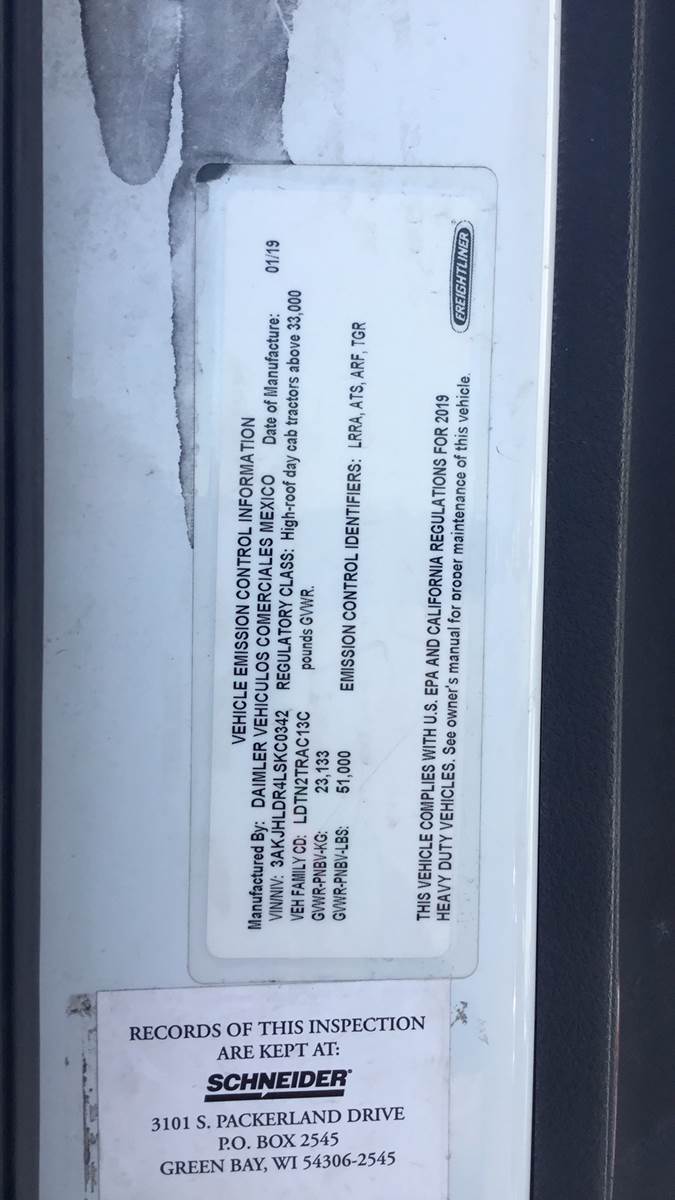 VEHICLE EMISSION CONTROL INFORMATION
Manufactured By: DAIMLER VEHICULOS COMERCIALES MEXICO Date of Manufacture: 01/19
VIN/NIV: 3AKJHLDR4LSKC0342 REGULATORY CLASS: High-roof day cab tractors above 33,000
VEH FAMILY CD: LDTN2TRAC13C pounds GVWR.
GVWR-PNBV-KG: 23,133
GVWR-PNBV-LBS: 51,000 EMISSION CONTROL IDENTIFIERS: LRRA, ATS, ARF, TGR
THIS VEHICLE COMPLIES WITH U.S. EPA AND CALIFORNIA REGULATIONS FOR 2019
HEAVY DUTY VEHICLES. See owner's manual for proper maintenance of this vehicle.
FREIGHTLINER
RECORDS OF THIS INSPECTION
ARE KEPT AT:
SCHNEIDER®
3101 S. PACKERLAND DRIVE
P.O. BOX 2545
GREEN BAY, WI 54306-2545